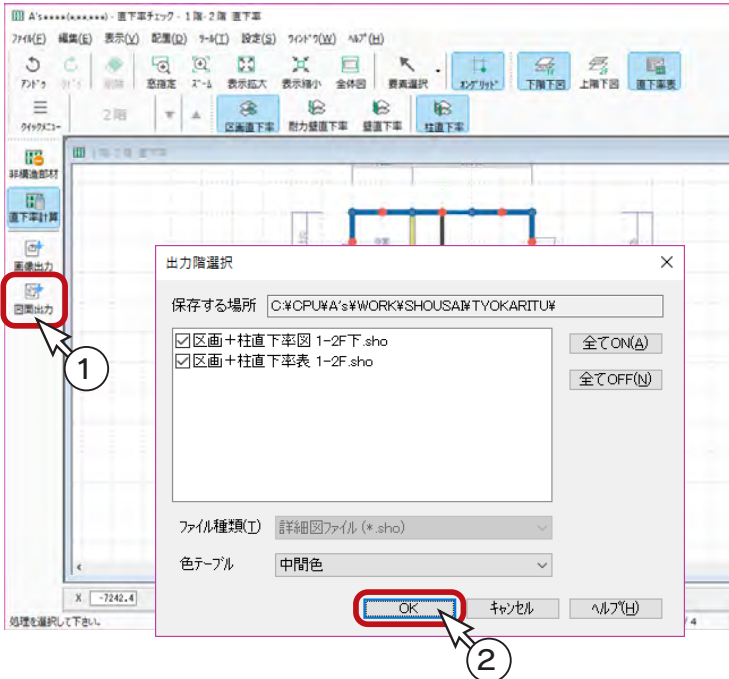 A's****(*.**.***) - 直下率チェック - 1階-2階 直下率
ファイル(F) 編集(E) 表示(V) 配置(D) ツール(T) 設定(S) ウィンドウ(W) ヘルプ(H)
アンドゥ 削除 窓指定 ズーム 表示拡大 表示縮小 全体図 要素選択 オングリッド 下階下図 上階下図 直下率表
クイックメニュー 2階 区画直下率 耐力壁直下率 壁直下率 柱直下率
1階-2階 直下率
非構造部材
直下率計算
画像出力
図面出力
1
出力階選択
保存する場所 C:¥CPU¥A's¥WORK¥SHOUSAI¥TYOKARITU¥
区画+柱直下率図 1-2F下.sho
区画+柱直下率表 1-2F.sho
全てON(A)
全てOFF(N)
ファイル種類(T) 詳細図ファイル (*.sho)
色テーブル 中間色
OK キャンセル ヘルプ(H)
X -7242.4
処理を選択して下さい。
/ 4
2